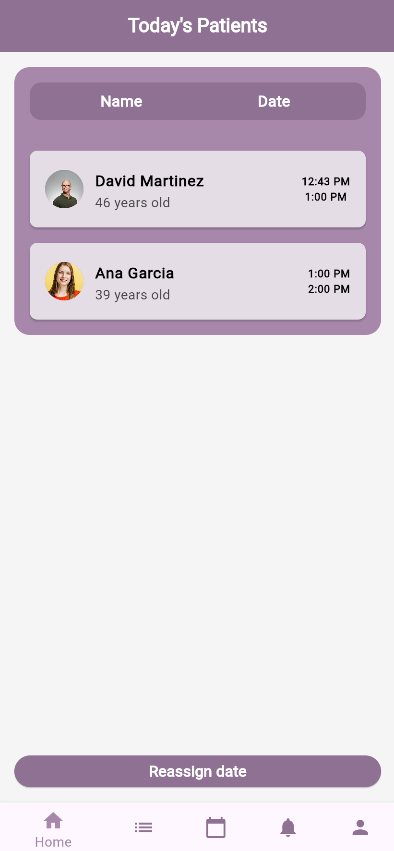 Today's Patients
Name Date
David Martinez
46 years old
12:43 PM
1:00 PM
Ana Garcia
39 years old
1:00 PM
2:00 PM
Reassign date
Home